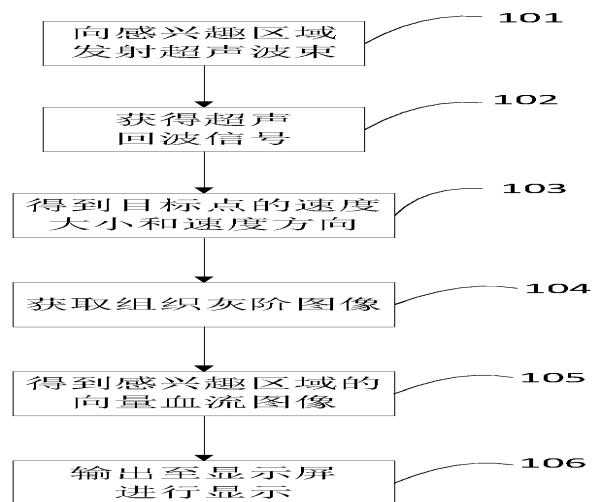 向感兴趣区域
发射超声波束
101
获得超声
回波信号
102
得到目标点的速度
大小和速度方向
103
获取组织灰阶图像
104
得到感兴趣区域的
向量血流图像
105
输出至显示屏
进行显示
106